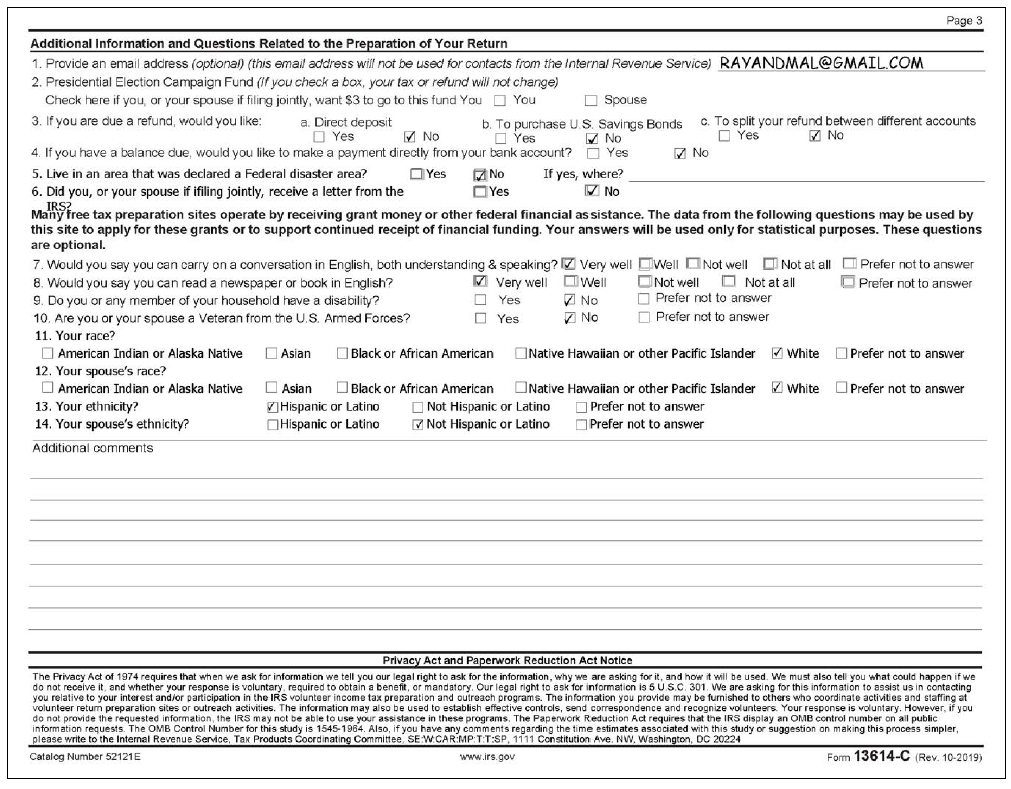 Page 3
Additional Information and Questions Related to the Preparation of Your Return
1. Provide an email address (optional) (this email address will not be used for contacts from the Internal Revenue Service) RAYANDMAL@GMAIL.COM
2. Presidential Election Campaign Fund (If you check a box, your tax or refund will not change)
Check here if you, or your spouse if filing jointly, want $3 to go to this fund You ☐ You ☐ Spouse
3. If you are due a refund, would you like: a. Direct deposit b. To purchase U.S. Savings Bonds c. To split your refund between different accounts
☐ Yes ☑ No ☐ Yes ☑ No ☐ Yes ☑ No
4. If you have a balance due, would you like to make a payment directly from your bank account? ☐ Yes ☑ No
5. Live in an area that was declared a Federal disaster area? ☐ Yes ☑ No If yes, where?
6. Did you, or your spouse if ifiling jointly, receive a letter from the ☐ Yes ☑ No
IRS?
Many free tax preparation sites operate by receiving grant money or other federal financial assistance. The data from the following questions may be used by
this site to apply for these grants or to support continued receipt of financial funding. Your answers will be used only for statistical purposes. These questions
are optional.
7. Would you say you can carry on a conversation in English, both understanding & speaking? ☑ Very well ☐ Well ☐ Not well ☐ Not at all ☐ Prefer not to answer
8. Would you say you can read a newspaper or book in English? ☑ Very well ☐ Well ☐ Not well ☐ Not at all ☐ Prefer not to answer
9. Do you or any member of your household have a disability? ☐ Yes ☑ No ☐ Prefer not to answer
10. Are you or your spouse a Veteran from the U.S. Armed Forces? ☐ Yes ☑ No ☐ Prefer not to answer
11. Your race?
☐ American Indian or Alaska Native ☐ Asian ☐ Black or African American ☐ Native Hawaiian or other Pacific Islander ☑ White ☐ Prefer not to answer
12. Your spouse's race?
☐ American Indian or Alaska Native ☐ Asian ☐ Black or African American ☐ Native Hawaiian or other Pacific Islander ☑ White ☐ Prefer not to answer
13. Your ethnicity? ☑ Hispanic or Latino ☐ Not Hispanic or Latino ☐ Prefer not to answer
14. Your spouse's ethnicity? ☐ Hispanic or Latino ☑ Not Hispanic or Latino ☐ Prefer not to answer
Additional comments
Privacy Act and Paperwork Reduction Act Notice
The Privacy Act of 1974 requires that when we ask for information we tell you our legal right to ask for the information, why we are asking for it, and how it will be used. We must also tell you what could happen if we
do not receive it, and whether your response is voluntary, required to obtain a benefit, or mandatory. Our legal right to ask for information is 5 U.S.C. 301. We are asking for this information to assist us in contacting
you relative to your interest and/or participation in the IRS volunteer income tax preparation and outreach programs. The information you provide may be furnished to others who coordinate activities and staffing at
volunteer return preparation sites or outreach activities. The information may also be used to establish effective controls, send correspondence and recognize volunteers. Your response is voluntary. However, if you
do not provide the requested information, the IRS may not be able to use your assistance in these programs. The Paperwork Reduction Act requires that the IRS display an OMB control number on all public
information requests. The OMB Control Number for this study is 1545-1964. Also, if you have any comments regarding the time estimates associated with this study or suggestion on making this process simpler,
please write to the Internal Revenue Service, Tax Products Coordinating Committee, SE:W:CAR:MP:T:T:SP, 1111 Constitution Ave. NW, Washington, DC 20224
Catalog Number 52121E www.irs.gov Form 13614-C (Rev. 10-2019)